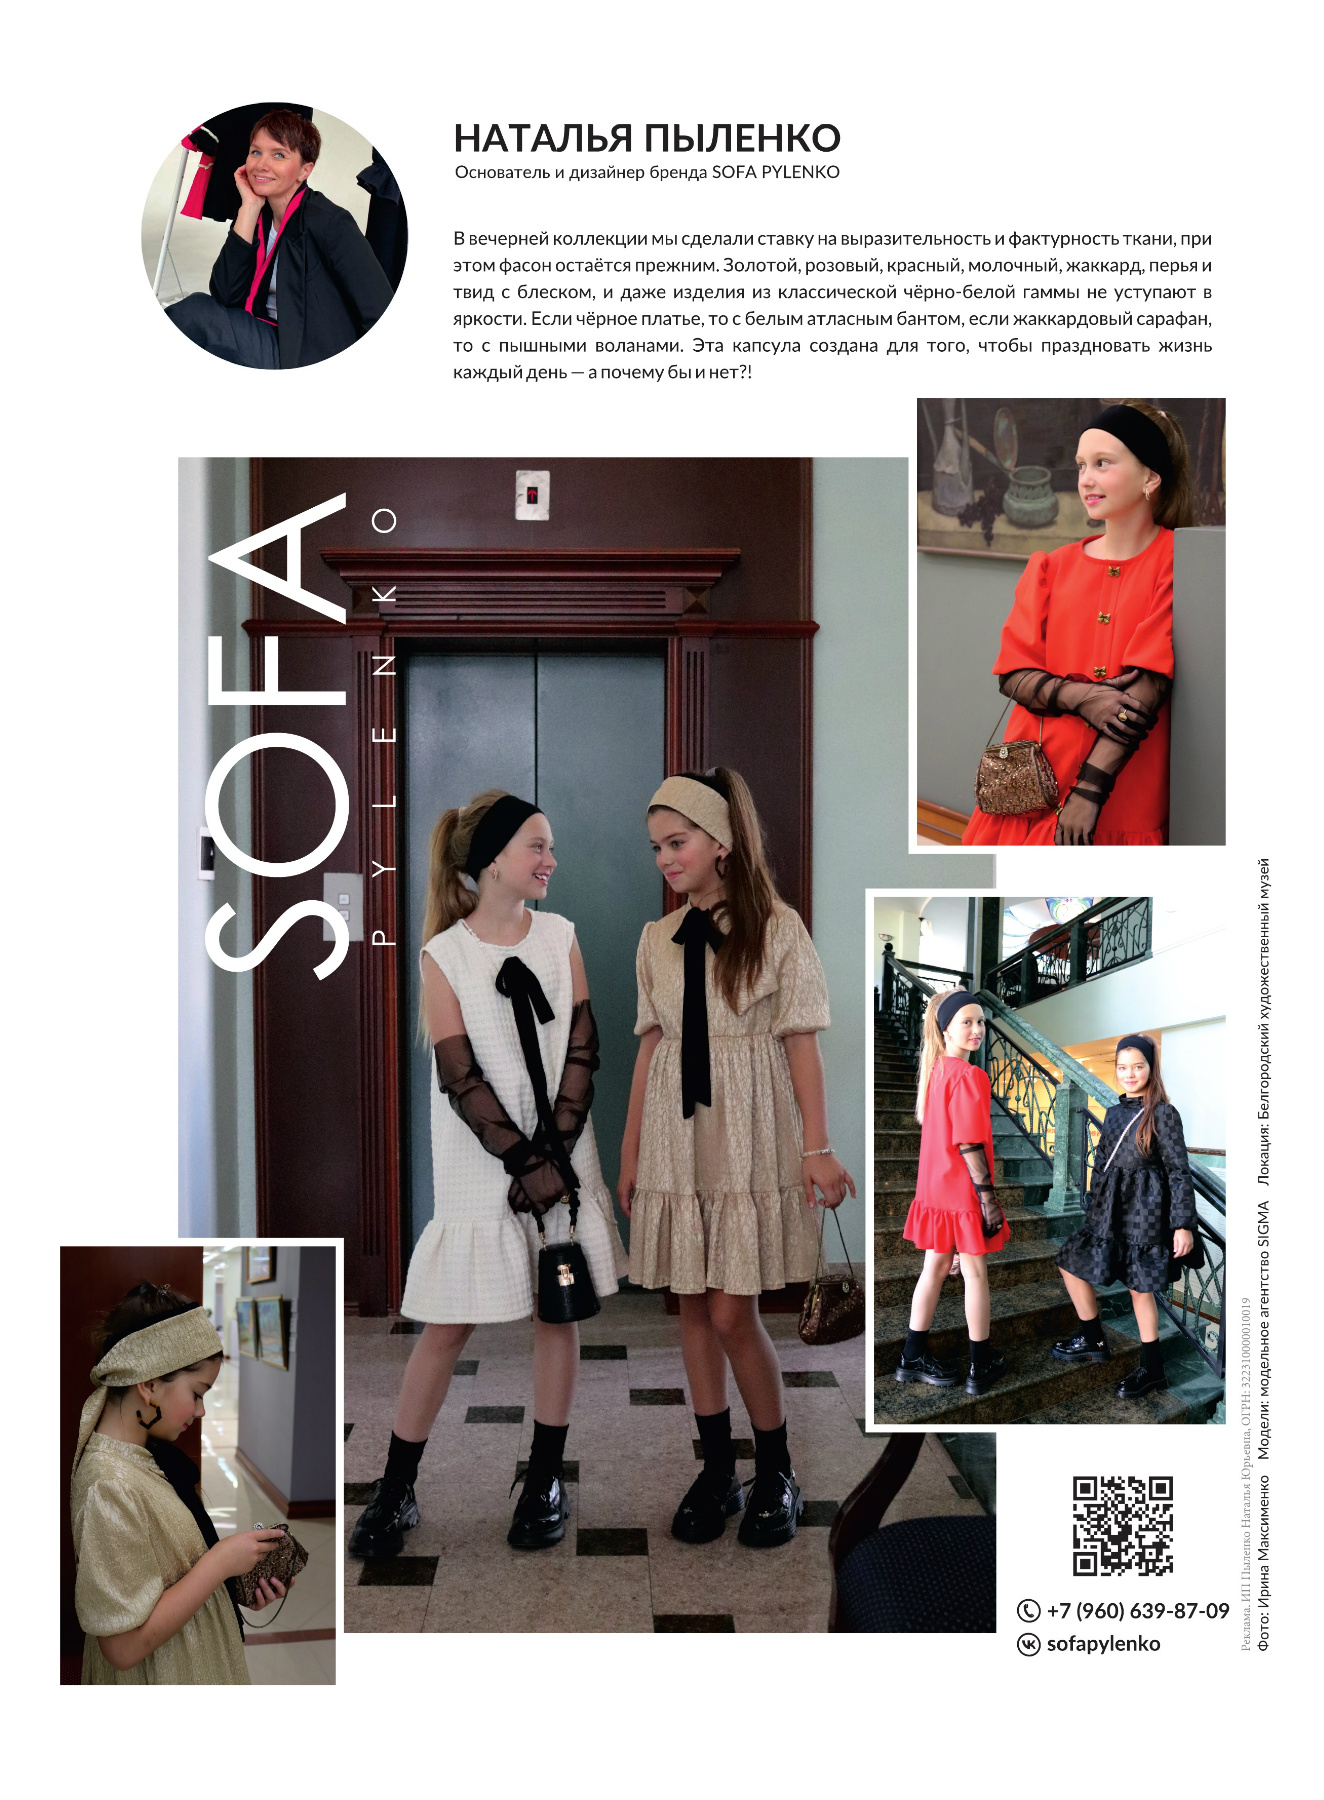 НАТАЛЬЯ ПЫЛЕНКО
Основатель и дизайнер бренда SOFA PYLENKO
В вечерней коллекции мы сделали ставку на выразительность и фактурность ткани, при
этом фасон остаётся прежним. Золотой, розовый, красный, молочный, жаккард, перья и
твид с блеском, и даже изделия из классической чёрно-белой гаммы не уступают в
яркости. Если чёрное платье, то с белым атласным бантом, если жаккардовый сарафан,
то с пышными воланами. Эта капсула создана для того, чтобы праздновать жизнь
каждый день — а почему бы и нет?!
SOFA
PYLENKO
+7 (960) 639-87-09
sofapylenko
Реклама. ИП Пыленко Наталья Юрьевна, ОГРН: 322310000010019
Фото: Ирина Максименко Модели: модельное агентство SIGMA Локация: Белгородский художественный музей